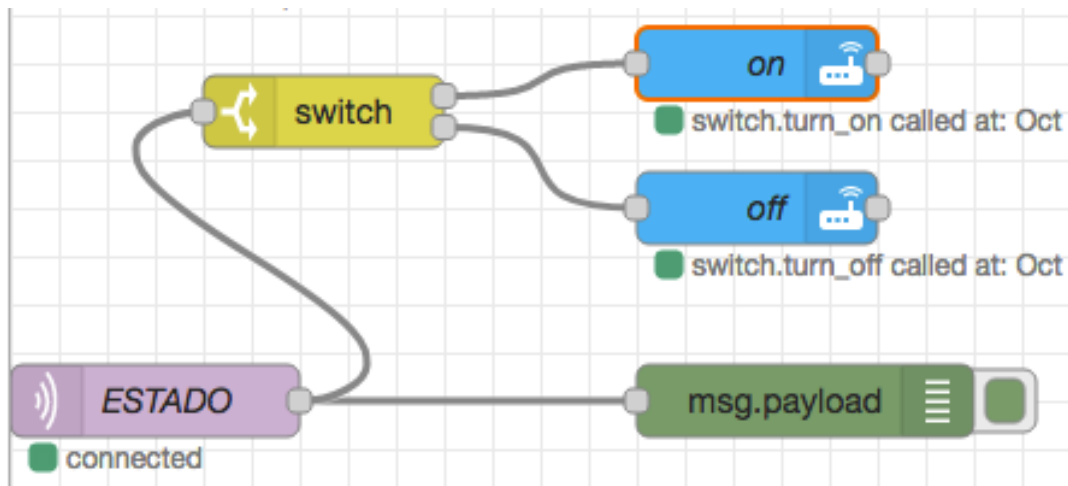 on
switch
switch.turn_on called at: Oct
off
switch.turn_off called at: Oct
ESTADO
msg.payload
connected